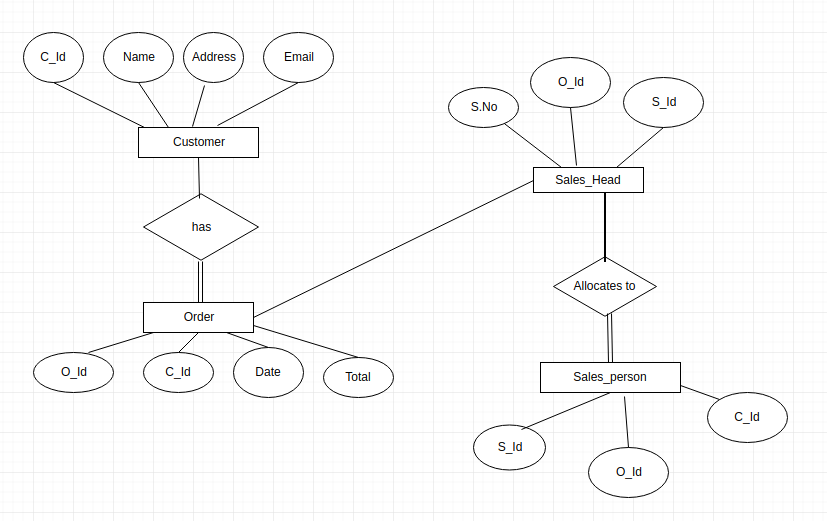 C_Id
Name
Address
Email
Customer
has
Order
O_Id
C_Id
Date
Total
S.No
O_Id
S_Id
Sales_Head
Allocates to
Sales_person
S_Id
O_Id
C_Id